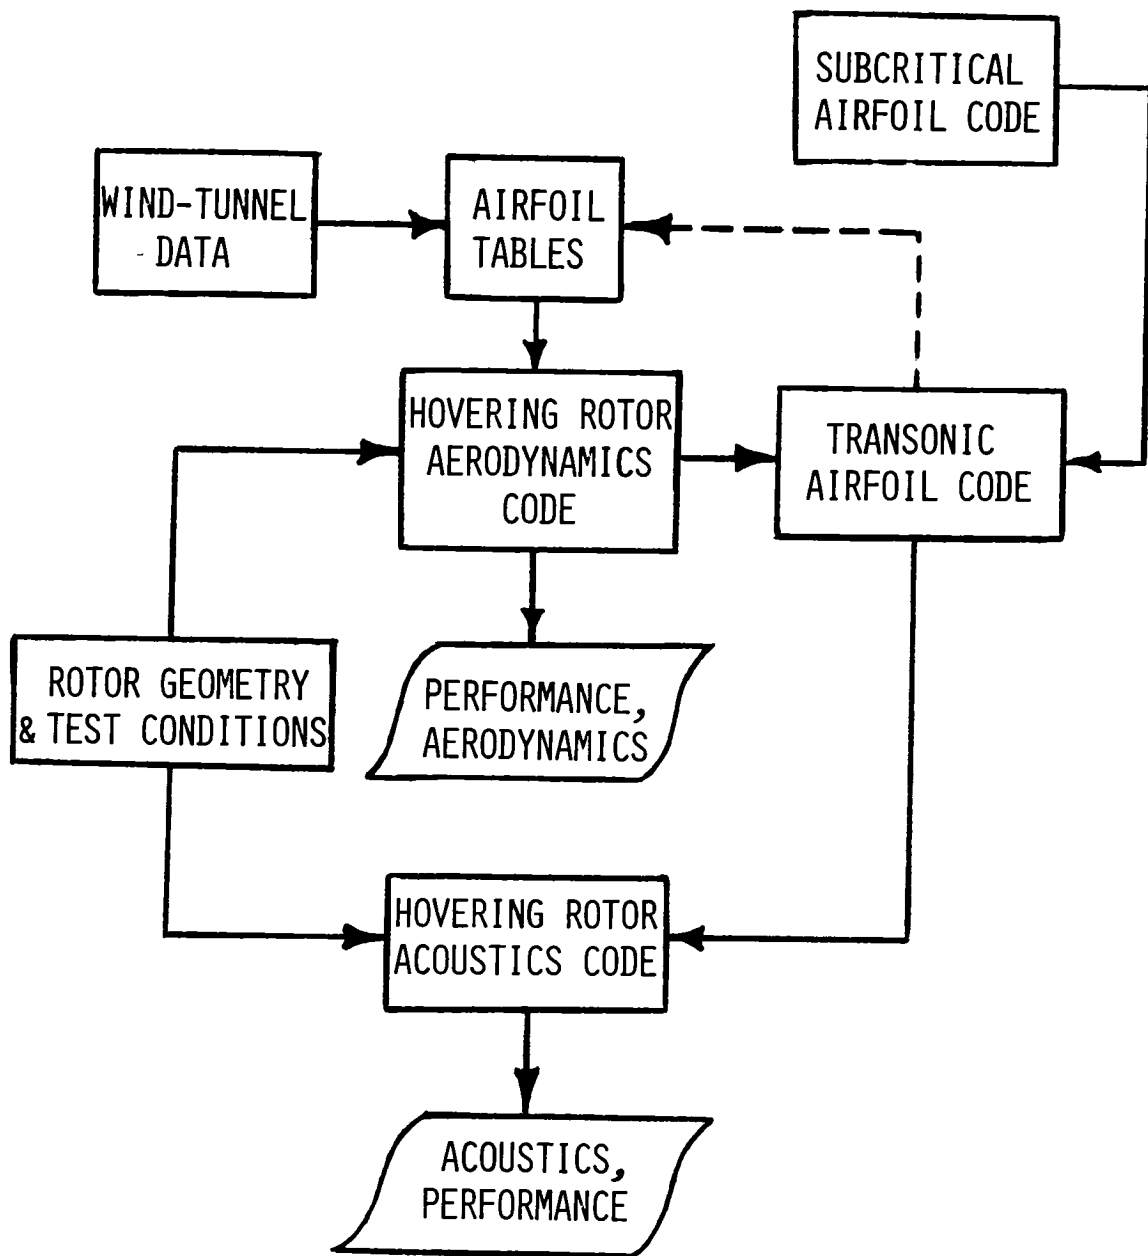 SUBCRITICAL
AIRFOIL CODE
WIND-TUNNEL
DATA
AIRFOIL
TABLES
HOVERING ROTOR
AERODYNAMICS
CODE
TRANSONIC
AIRFOIL CODE
ROTOR GEOMETRY
& TEST CONDITIONS
PERFORMANCE,
AERODYNAMICS
HOVERING ROTOR
ACOUSTICS CODE
ACOUSTICS,
PERFORMANCE